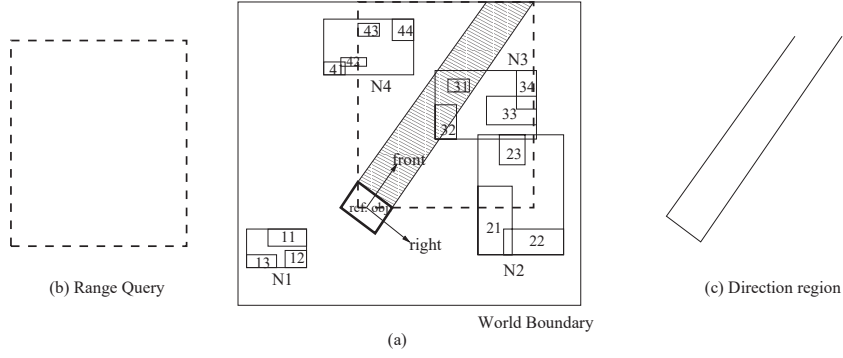 43
44
41
42
N4
N3
31
34
33
32
23
front
ref. obj
right
21
22
N2
11
12
13
N1
(b) Range Query
(c) Direction region
World Boundary
(a)